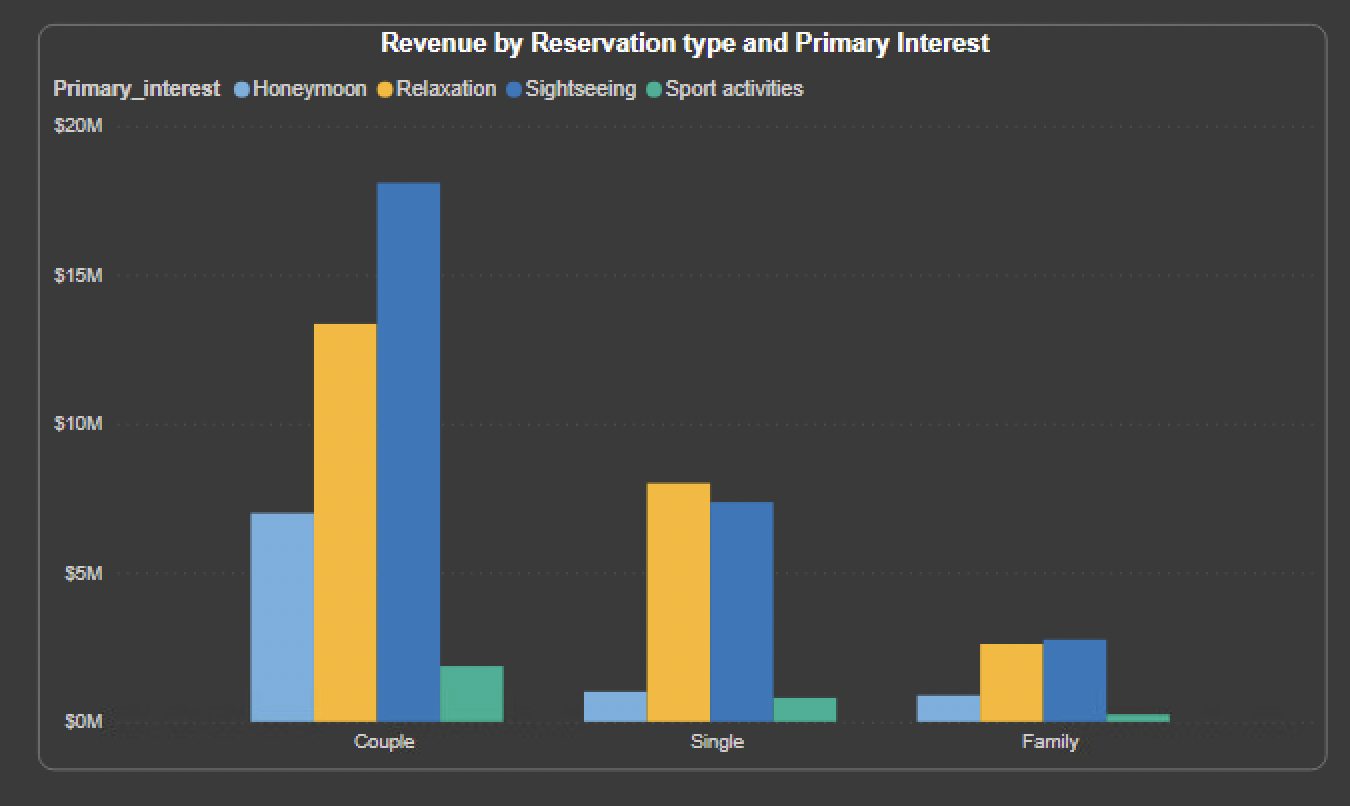 Revenue by Reservation type and Primary Interest
Primary_interest Honeymoon Relaxation Sightseeing Sport activities
$20M
$15M
$10M
$5M
$0M
Couple Single Family